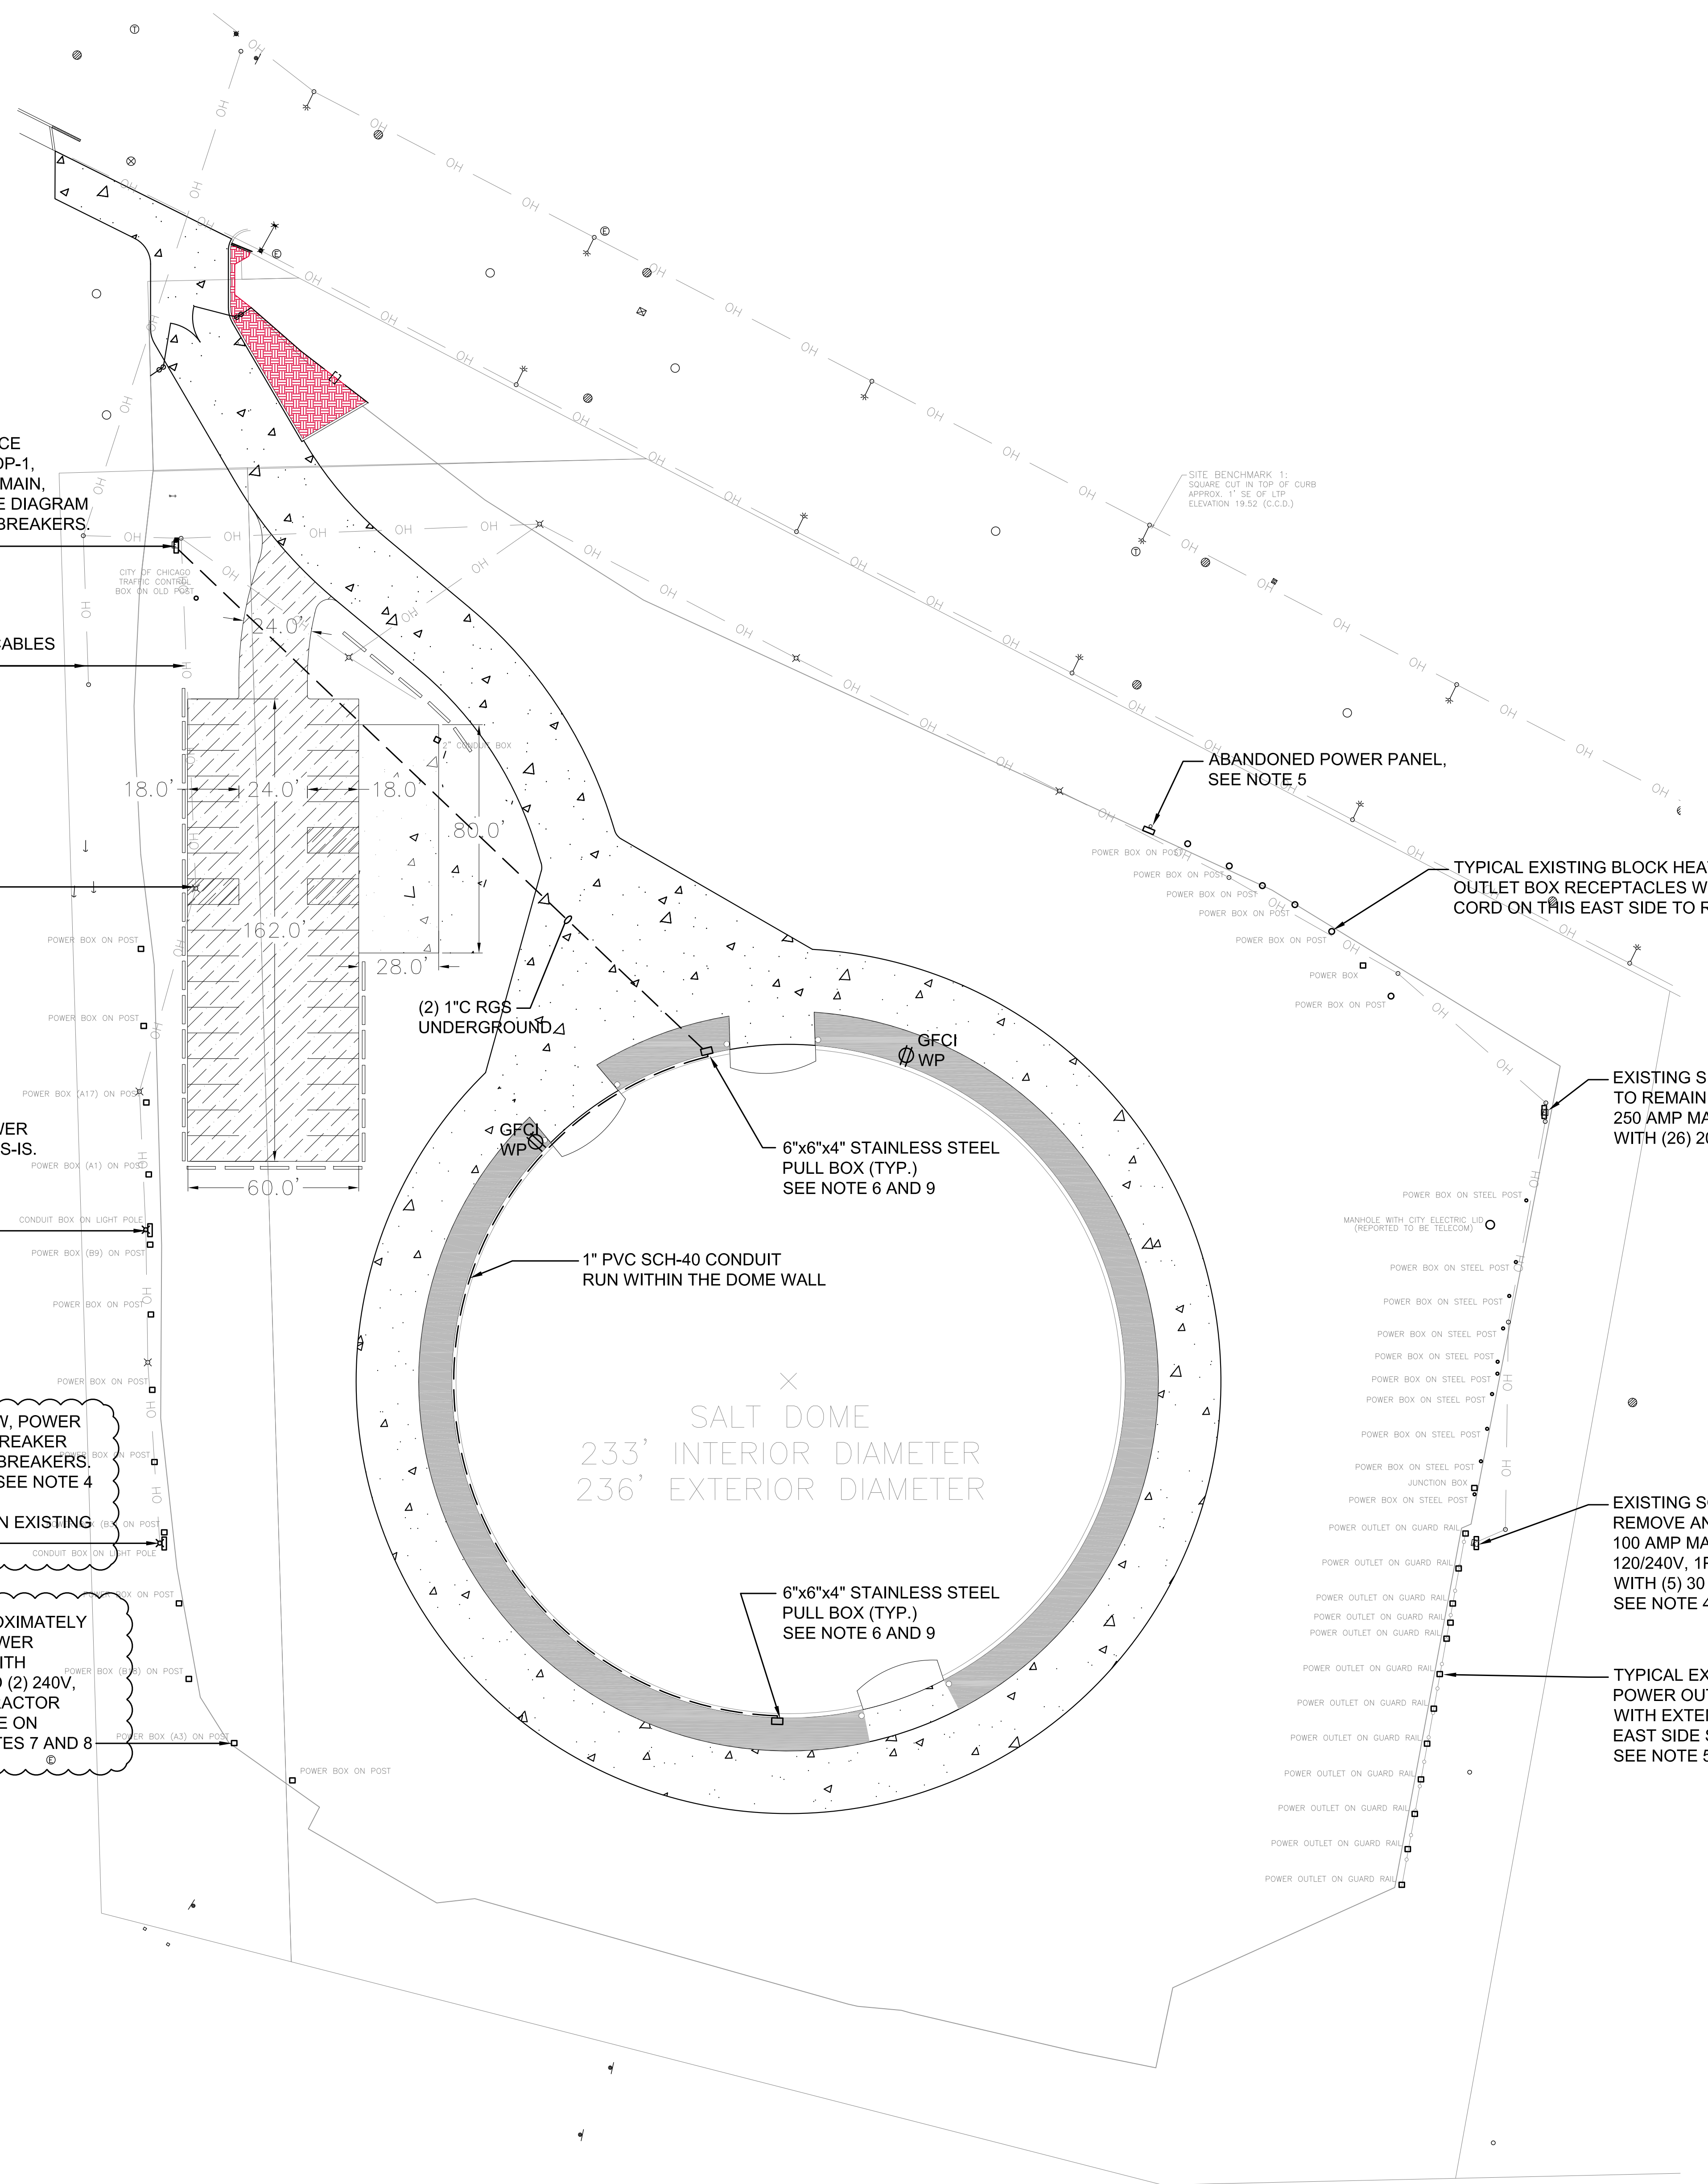 SITE BENCHMARK 1:
SQUARE CUT IN TOP OF CURB
APPROX. 1' SE OF LTP
ELEVATION 19.52 (C.C.D.)
CE
DP-1,
MAIN,
E DIAGRAM
BREAKERS.
CITY OF CHICAGO
TRAFFIC CONTROL
BOX ON OLD POST
24.0'
CABLES
2" CONDUIT BOX
18.0'
24.0'
18.0'
80.0'
162.0'
28.0'
60.0'
ABANDONED POWER PANEL,
SEE NOTE 5
POWER BOX ON POST
POWER BOX ON POST
POWER BOX ON POST
POWER BOX ON POST
POWER BOX ON POST
POWER BOX
POWER BOX ON POST
TYPICAL EXISTING BLOCK HEA
OUTLET BOX RECEPTACLES W
CORD ON THIS EAST SIDE TO R
(2) 1"C RGS
UNDERGROUND
GFCI
WP
GFCI
WP
6"x6"x4" STAINLESS STEEL
PULL BOX (TYP.)
SEE NOTE 6 AND 9
1" PVC SCH-40 CONDUIT
RUN WITHIN THE DOME WALL
SALT DOME
233' INTERIOR DIAMETER
236' EXTERIOR DIAMETER
6"x6"x4" STAINLESS STEEL
PULL BOX (TYP.)
SEE NOTE 6 AND 9
POWER BOX ON POST
POWER BOX ON POST
POWER BOX (A17) ON POST
WER
S-IS.
POWER BOX (A1) ON POST
CONDUIT BOX ON LIGHT POLE
POWER BOX (B9) ON POST
POWER BOX ON POST
POWER BOX ON POST
W, POWER
REAKER
BREAKERS.
SEE NOTE 4
N EXISTING
POWER BOX ON POST
CONDUIT BOX ON LIGHT POLE
POWER BOX ON POST
OXIMATELY
WER
ITH
D (2) 240V,
RACTOR
E ON
TES 7 AND 8
POWER BOX (A3) ON POST
POWER BOX ON POST
EXISTING S
TO REMAIN
250 AMP MA
WITH (26) 20
POWER BOX ON STEEL POST
MANHOLE WITH CITY ELECTRIC LID
(REPORTED TO BE TELECOM)
POWER BOX ON STEEL POST
POWER BOX ON STEEL POST
POWER BOX ON STEEL POST
POWER BOX ON STEEL POST
POWER BOX ON STEEL POST
POWER BOX ON STEEL POST
POWER BOX ON STEEL POST
POWER BOX ON STEEL POST
JUNCTION BOX
POWER BOX ON STEEL POST
EXISTING SO
REMOVE AN
100 AMP MA
120/240V, 1P
WITH (5) 30
SEE NOTE 4
POWER OUTLET ON GUARD RAIL
POWER OUTLET ON GUARD RAIL
POWER OUTLET ON GUARD RAIL
POWER OUTLET ON GUARD RAIL
POWER OUTLET ON GUARD RAIL
POWER OUTLET ON GUARD RAIL
TYPICAL EX
POWER OUT
WITH EXTER
EAST SIDE S
SEE NOTE 5
POWER OUTLET ON GUARD RAIL
POWER OUTLET ON GUARD RAIL
POWER OUTLET ON GUARD RAIL
POWER OUTLET ON GUARD RAIL
POWER OUTLET ON GUARD RAIL
POWER OUTLET ON GUARD RAIL